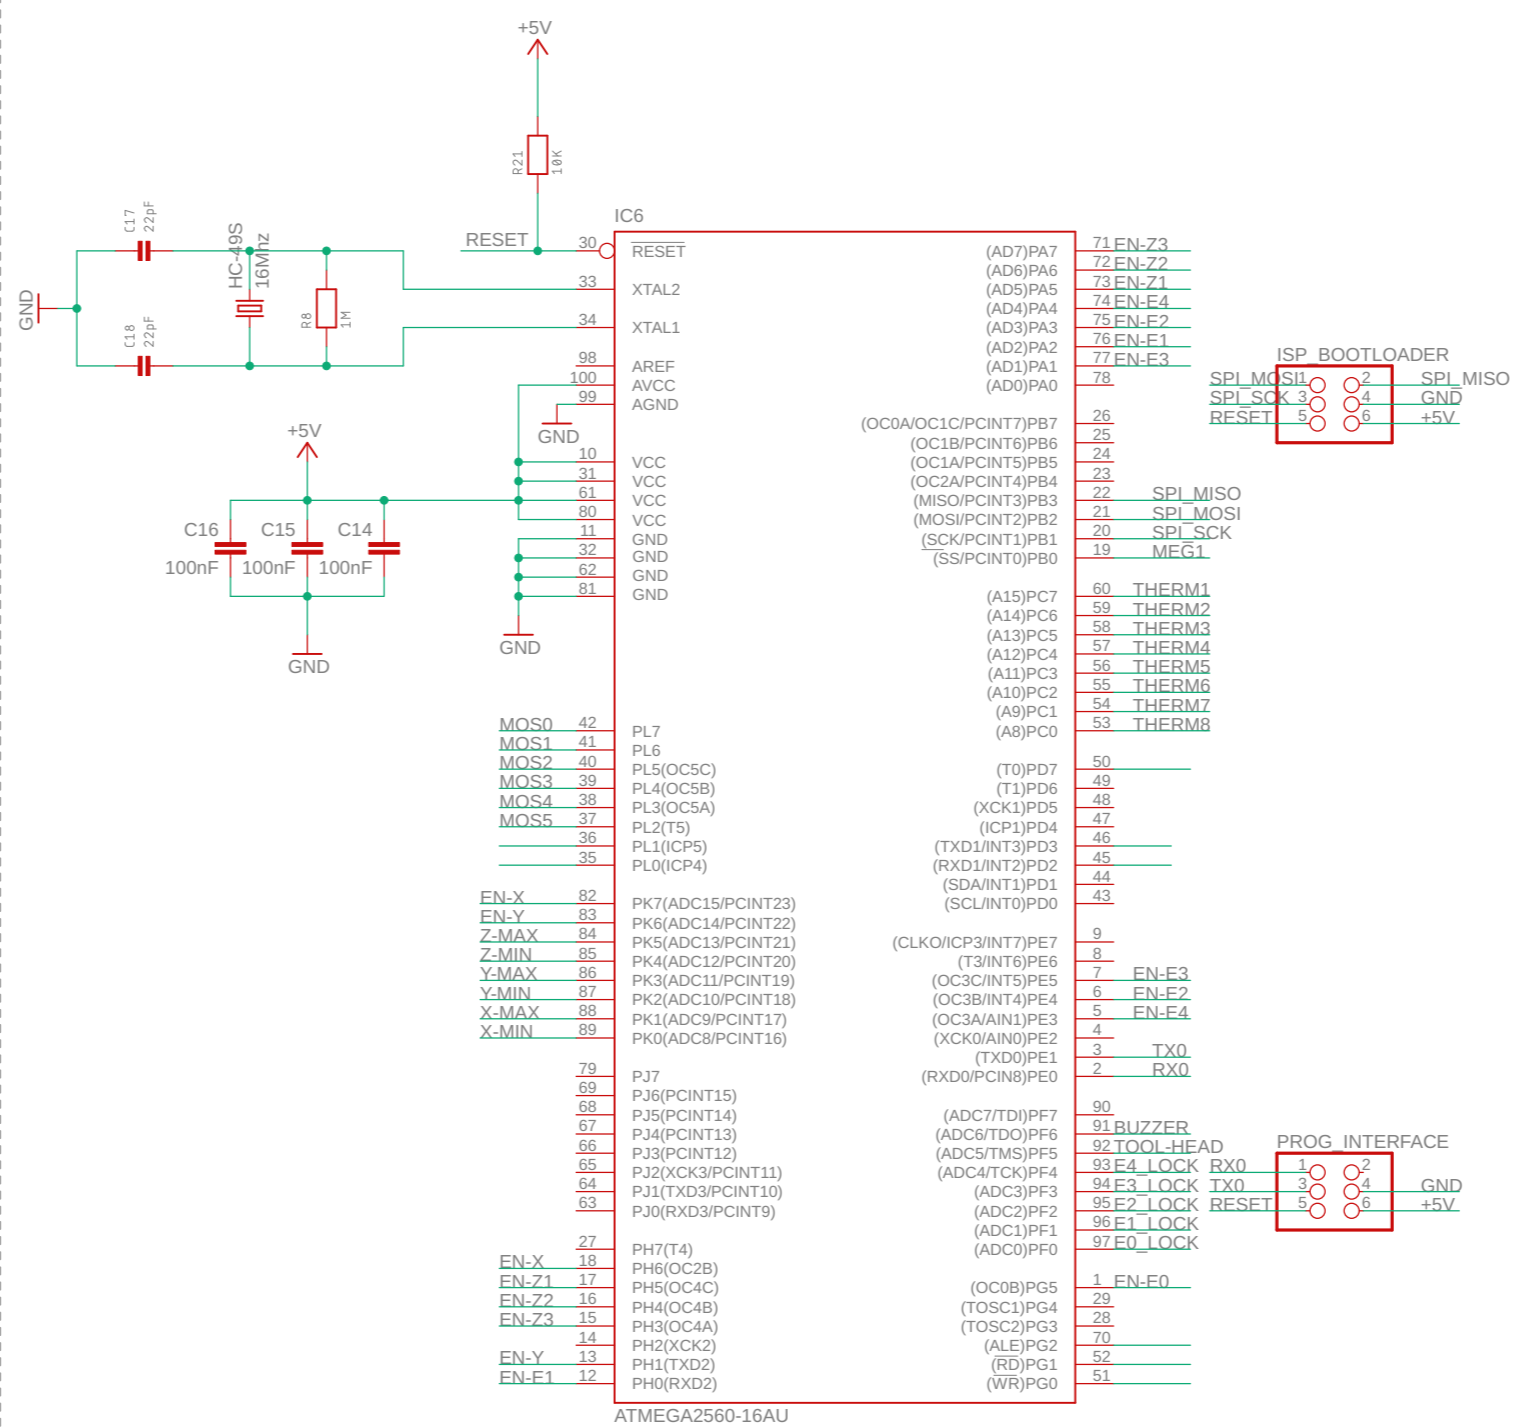 +5V
R21
10K
IC6
RESET
30
RESET
C17
22pF
HC-49S
16Mhz
GND
R8
1M
C18
22pF
33
XTAL2
34
XTAL1
98
AREF
100
AVCC
99
AGND
GND
+5V
10
VCC
31
VCC
61
VCC
80
VCC
11
GND
32
GND
62
GND
81
GND
C16
C15
C14
100nF
100nF
100nF
GND
GND
MOS0 42 PL7
MOS1 41 PL6
MOS2 40 PL5(OC5C)
MOS3 39 PL4(OC5B)
MOS4 38 PL3(OC5A)
MOS5 37 PL2(T5)
36 PL1(ICP5)
35 PL0(ICP4)
EN-X 82 PK7(ADC15/PCINT23)
EN-Y 83 PK6(ADC14/PCINT22)
Z-MAX 84 PK5(ADC13/PCINT21)
Z-MIN 85 PK4(ADC12/PCINT20)
Y-MAX 86 PK3(ADC11/PCINT19)
Y-MIN 87 PK2(ADC10/PCINT18)
X-MAX 88 PK1(ADC9/PCINT17)
X-MIN 89 PK0(ADC8/PCINT16)
79 PJ7
69 PJ6(PCINT15)
68 PJ5(PCINT14)
67 PJ4(PCINT13)
66 PJ3(PCINT12)
65 PJ2(XCK3/PCINT11)
64 PJ1(TXD3/PCINT10)
63 PJ0(RXD3/PCINT9)
27 PH7(T4)
EN-X 18 PH6(OC2B)
EN-Z1 17 PH5(OC4C)
EN-Z2 16 PH4(OC4B)
EN-Z3 15 PH3(OC4A)
14 PH2(XCK2)
EN-Y 13 PH1(TXD2)
EN-E1 12 PH0(RXD2)
(AD7)PA7 71 EN-Z3
(AD6)PA6 72 EN-Z2
(AD5)PA5 73 EN-Z1
(AD4)PA4 74 EN-E4
(AD3)PA3 75 EN-E2
(AD2)PA2 76 EN-E1
(AD1)PA1 77 EN-E3
(AD0)PA0 78
(OC0A/OC1C/PCINT7)PB7 26
(OC1B/PCINT6)PB6 25
(OC1A/PCINT5)PB5 24
(OC2A/PCINT4)PB4 23
(MISO/PCINT3)PB3 22 SPI_MISO
(MOSI/PCINT2)PB2 21 SPI_MOSI
(SCK/PCINT1)PB1 20 SPI_SCK
(SS/PCINT0)PB0 19 MEG1
(A15)PC7 60 THERM1
(A14)PC6 59 THERM2
(A13)PC5 58 THERM3
(A12)PC4 57 THERM4
(A11)PC3 56 THERM5
(A10)PC2 55 THERM6
(A9)PC1 54 THERM7
(A8)PC0 53 THERM8
(T0)PD7 50
(T1)PD6 49
(XCK1)PD5 48
(ICP1)PD4 47
(TXD1/INT3)PD3 46
(RXD1/INT2)PD2 45
(SDA/INT1)PD1 44
(SCL/INT0)PD0 43
(CLKO/ICP3/INT7)PE7 9
(T3/INT6)PE6 8
(OC3C/INT5)PE5 7 EN-E3
(OC3B/INT4)PE4 6 EN-E2
(OC3A/AIN1)PE3 5 EN-E4
(XCK0/AIN0)PE2 4
(TXD0)PE1 3 TX0
(RXD0/PCIN8)PE0 2 RX0
(ADC7/TDI)PF7 90
(ADC6/TDO)PF6 91 BUZZER
(ADC5/TMS)PF5 92 TOOL-HEAD
(ADC4/TCK)PF4 93 E4_LOCK
(ADC3)PF3 94 E3_LOCK
(ADC2)PF2 95 E2_LOCK
(ADC1)PF1 96 E1_LOCK
(ADC0)PF0 97 E0_LOCK
(OC0B)PG5 1 EN-E0
(TOSC1)PG4 29
(TOSC2)PG3 28
(ALE)PG2 70
(RD)PG1 52
(WR)PG0 51
ATMEGA2560-16AU
ISP_BOOTLOADER
SPI_MOSI 1 2 SPI_MISO
SPI_SCK 3 4 GND
RESET 5 6 +5V
PROG_INTERFACE
RX0 1 2
TX0 3 4 GND
RESET 5 6 +5V